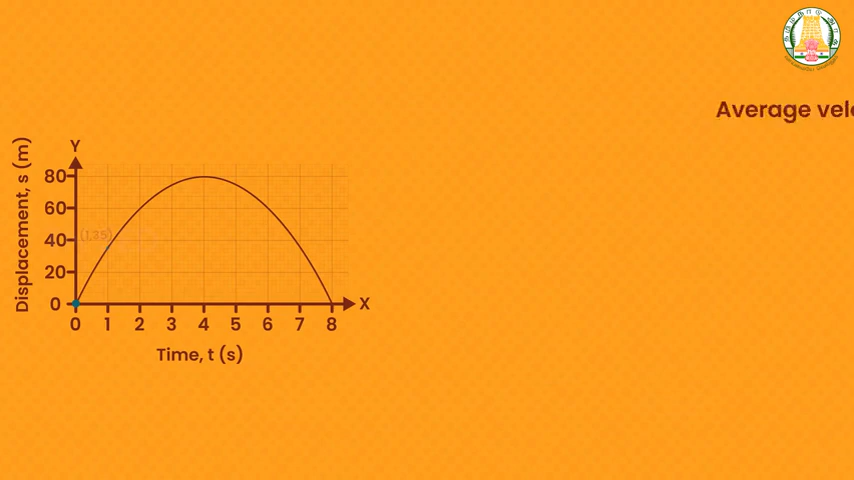 Average vel
Y
Displacement, s (m)
80
60
40
20
0
(1,35)
X
0 1 2 3 4 5 6 7 8
Time, t (s)